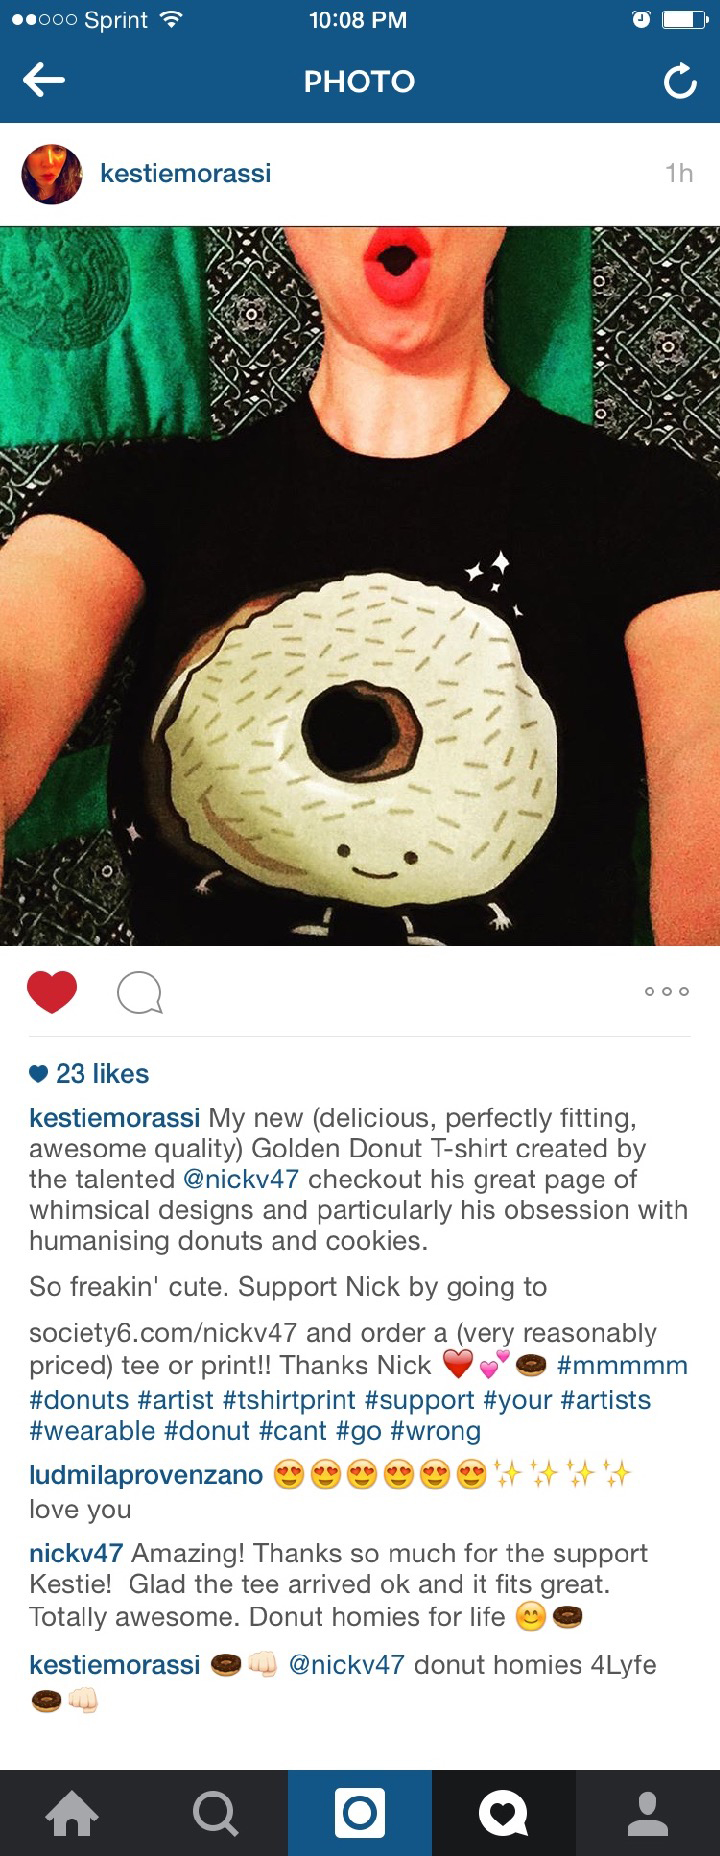 Sprint 10:08 PM
PHOTO
kestiemorassi 1h
23 likes
kestiemorassi My new (delicious, perfectly fitting,
awesome quality) Golden Donut T-shirt created by
the talented @nickv47 checkout his great page of
whimsical designs and particularly his obsession with
humanising donuts and cookies.
So freakin' cute. Support Nick by going to
society6.com/nickv47 and order a (very reasonably
priced) tee or print!! Thanks Nick ❤️💕🍩 #mmmmm
#donuts #artist #tshirtprint #support #your #artists
#wearable #donut #cant #go #wrong
ludmilaprovenzano 😍😍😍😍😍😍✨✨✨✨
love you
nickv47 Amazing! Thanks so much for the support
Kestie!  Glad the tee arrived ok and it fits great.
Totally awesome. Donut homies for life 😊🍩
kestiemorassi 🍩👊🏻 @nickv47 donut homies 4Lyfe
🍩👊🏻